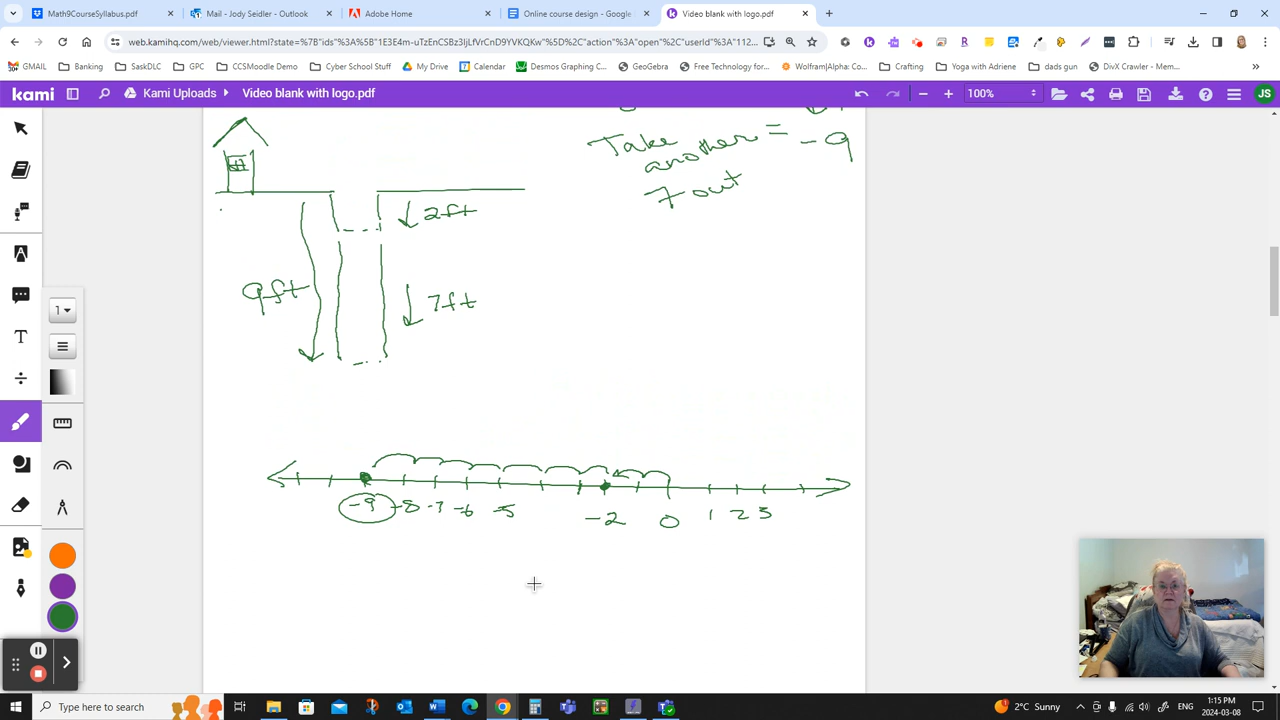 Math9CourseSyllabus.pdf
Mail - Jody Seidler - Outlook
Adobe Home
Online course design - Google
Video blank with logo.pdf
web.kamihq.com/web/viewer.html?state=%7B"ids"%3A%5B"1E3E4m-uTzEnCSBz3IjLfVrCnD9YVKQKw"%5D%2C"action"%3A"open"%2C"userId"%3A"112...
GMAIL
Banking
SaskDLC
GPC
CCSMoodle Demo
Cyber School Stuff
Calendar
My Drive
Desmos Graphing C...
GeoGebra
Free Technology for...
Wolfram|Alpha: Co...
Crafting
Yoga with Adriene
dads gun
DivX Crawler - Mem...
kami
Kami Uploads
Video blank with logo.pdf
100%
JS
Take another = -9
7 out
2ft
9ft
7ft
1
-9 -8 -7 -6 -5 -2 0 1 2 3
Type here to search
2°C Sunny
ENG
1:15 PM
2024-03-08